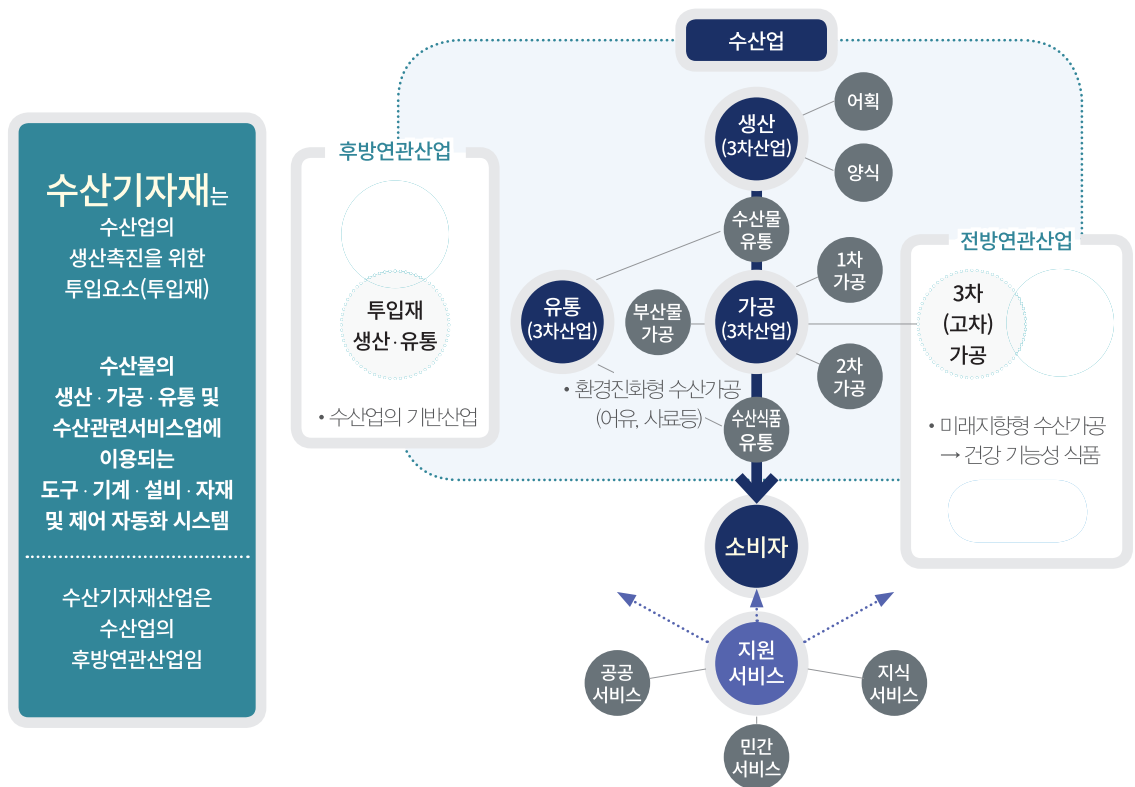 수산기자재는
수산업의
생산촉진을 위한
투입요소(투입재)
수산물의
생산 · 가공 · 유통 및
수산관련서비스업에
이용되는
도구 · 기계 · 설비 · 자재
및 제어 자동화 시스템
수산기자재산업은
수산업의
후방연관산업임
후방연관산업
투입재
생산 · 유통
• 수산업의 기반산업
수산업
생산
(3차산업)
어획
양식
수산물
유통
유통
(3차산업)
부산물
가공
가공
(3차산업)
1차
가공
2차
가공
• 환경진화형 수산가공
(어유, 사료등)
수산식품
유통
소비자
지원
서비스
공공
서비스
민간
서비스
지식
서비스
전방연관산업
3차
(고차)
가공
• 미래지향형 수산가공
→ 건강 기능성 식품